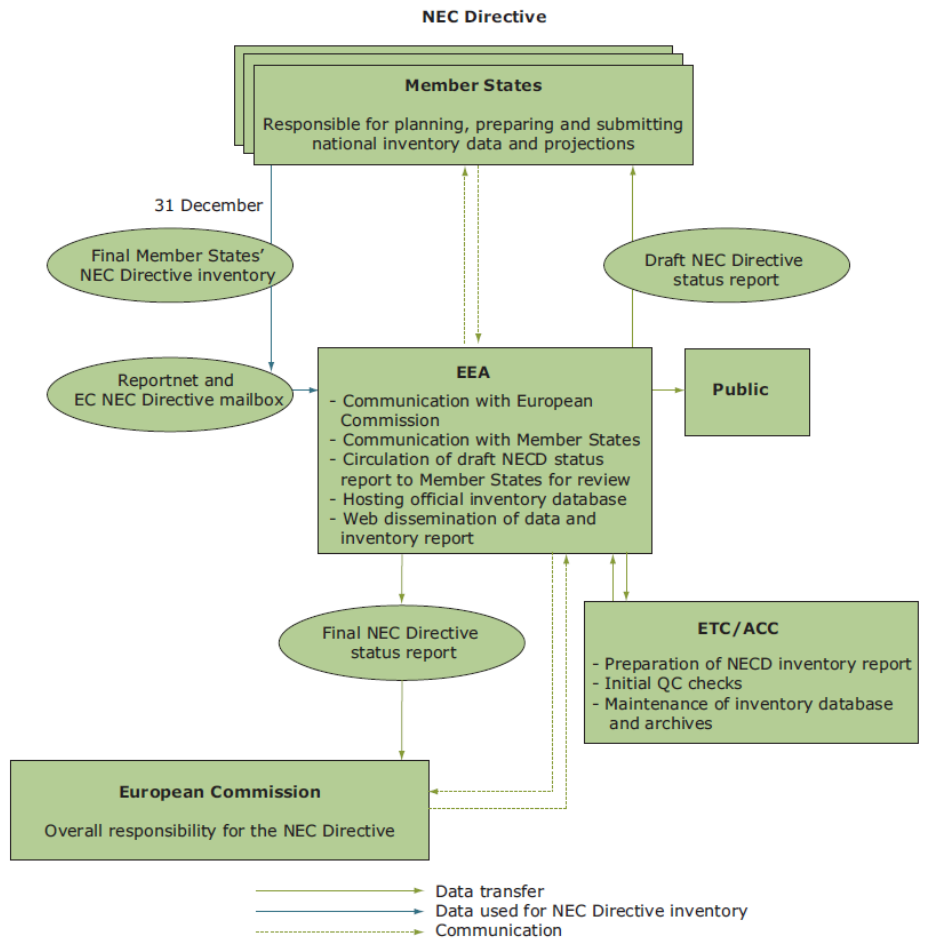 NEC Directive
Member States
Responsible for planning, preparing and submitting
national inventory data and projections
31 December
Final Member States’
NEC Directive inventory
Draft NEC Directive
status report
Reportnet and
EC NEC Directive mailbox
EEA
- Communication with European
Commission
- Communication with Member States
- Circulation of draft NECD status
report to Member States for review
- Hosting official inventory database
- Web dissemination of data and
inventory report
Public
Final NEC Directive
status report
ETC/ACC
- Preparation of NECD inventory report
- Initial QC checks
- Maintenance of inventory database
and archives
European Commission
Overall responsibility for the NEC Directive
Data transfer
Data used for NEC Directive inventory
Communication